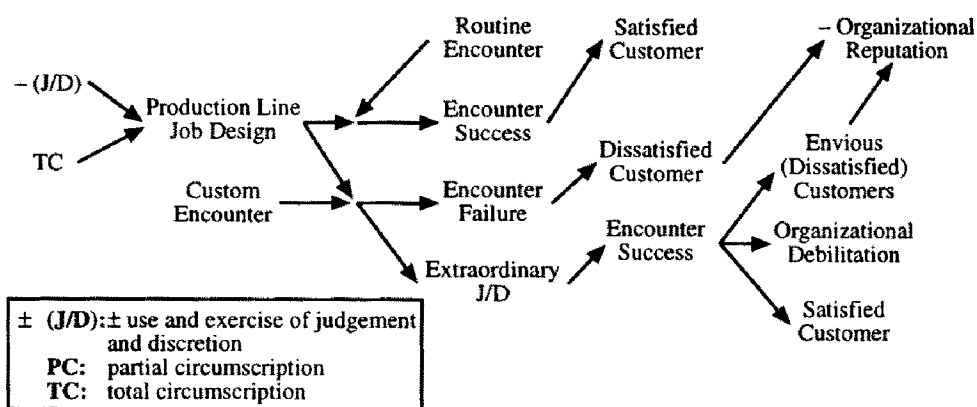 Routine
Encounter
Satisfied
Customer
– Organizational
Reputation
– (J/D)
Production Line
Job Design
Encounter
Success
TC
Dissatisfied
Customer
Envious
(Dissatisfied)
Customers
Custom
Encounter
Encounter
Failure
Encounter
Success
Organizational
Debilitation
Extraordinary
J/D
Satisfied
Customer
± (J/D): ± use and exercise of judgement
and discretion
PC: partial circumscription
TC: total circumscription